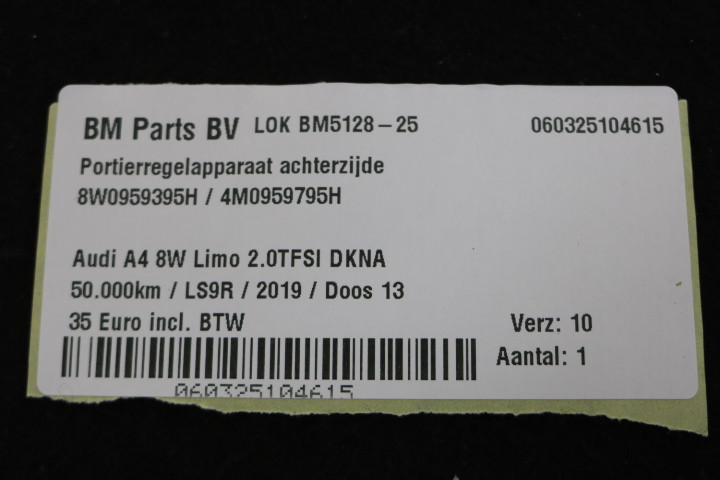 BM Parts BV LOK BM5128-25 060325104615
Portierregelapparaat achterzijde
8W0959395H / 4M0959795H
Audi A4 8W Limo 2.0TFSI DKNA
50.000km / LS9R / 2019 / Doos 13
35 Euro incl. BTW Verz: 10
Aantal: 1
060325104615